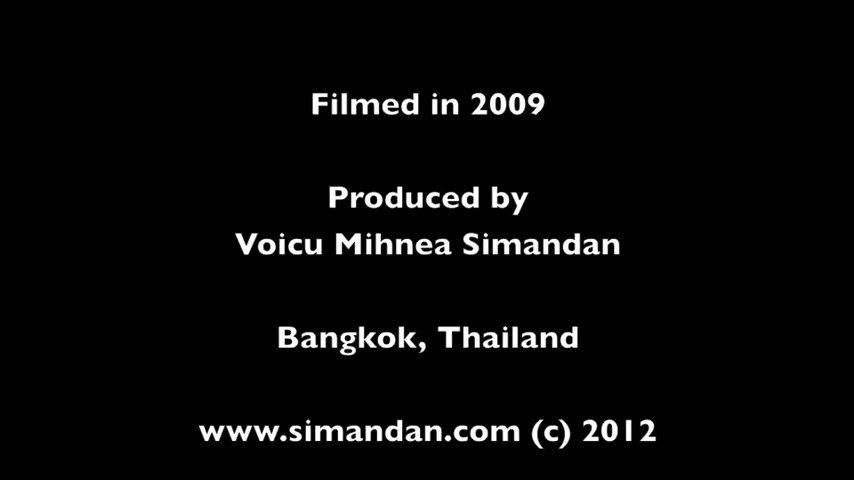 Filmed in 2009
Produced by
Voicu Mihnea Simandan
Bangkok, Thailand
www.simandan.com (c) 2012